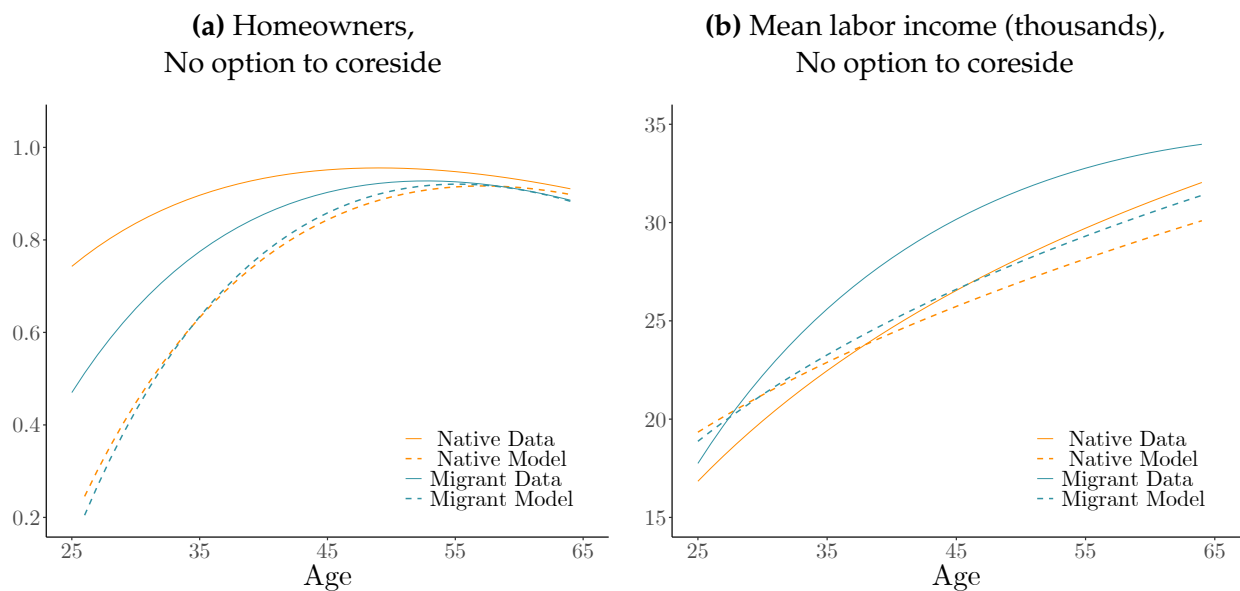 (a) Homeowners,
No option to coreside
1.0
0.8
0.6
0.4
0.2
Native Data
Native Model
Migrant Data
Migrant Model
25 35 45 55 65
Age
(b) Mean labor income (thousands),
No option to coreside
35
30
25
20
15
Native Data
Native Model
Migrant Data
Migrant Model
25 35 45 55 65
Age